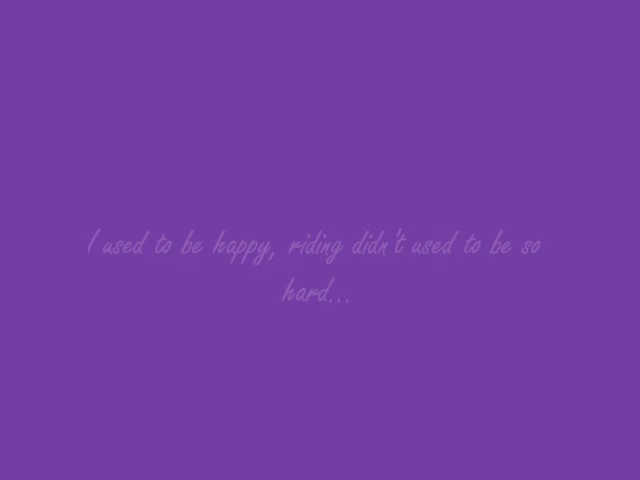 I used to be happy, riding didn't used to be so
hard...